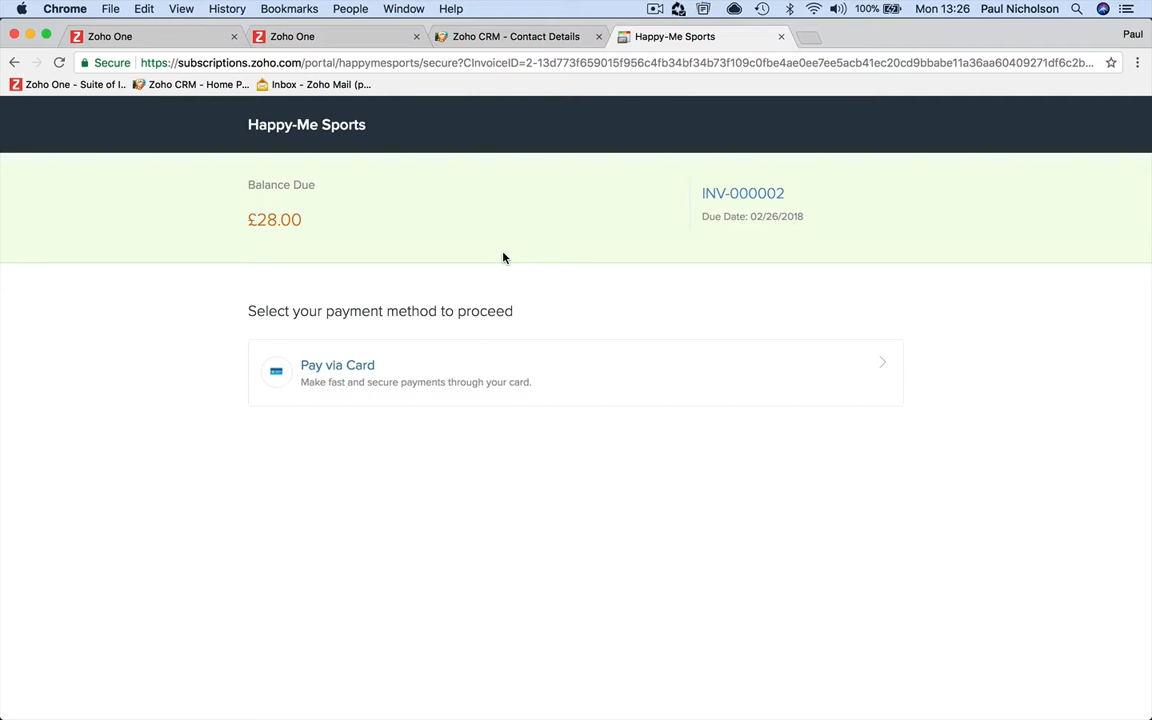 Chrome File Edit View History Bookmarks People Window Help 100% Mon 13:26 Paul Nicholson
Zoho One Zoho One Zoho CRM - Contact Details Happy-Me Sports Paul
Secure https://subscriptions.zoho.com/portal/happymesports/secure?CInvoiceID=2-13d773f659015f956c4fb34bf34b73f109c0fbe4ae0ee7ee5acb41ec20cd9bbabe11a36aa60409271df6c2b...
Zoho One - Suite of I.. Zoho CRM - Home P... Inbox - Zoho Mail (p...
Happy-Me Sports
Balance Due
INV-000002
£28.00
Due Date: 02/26/2018
Select your payment method to proceed
Pay via Card
Make fast and secure payments through your card.